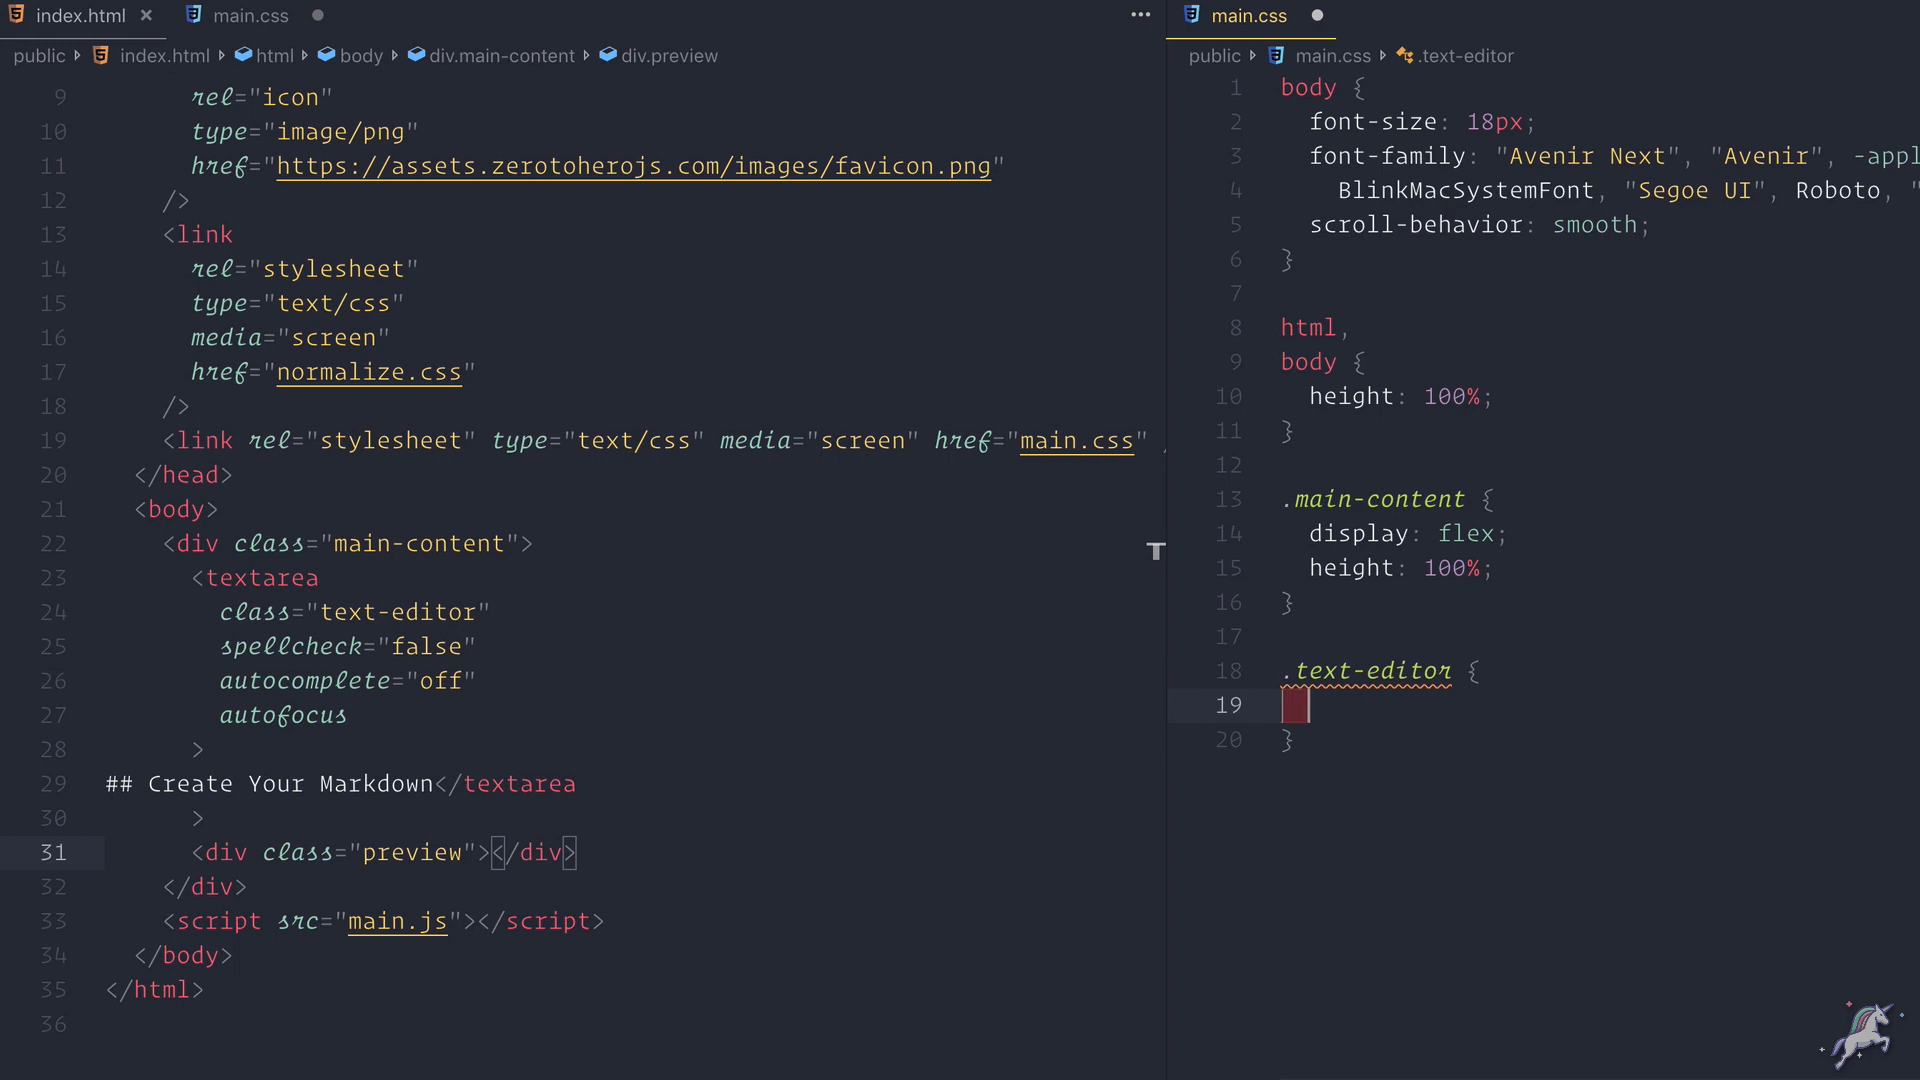 index.html
main.css
public index.html html body div.main-content div.preview
9 rel="icon"
10 type="image/png"
11 href="https://assets.zerotoherojs.com/images/favicon.png"
12 />
13 <link
14 rel="stylesheet"
15 type="text/css"
16 media="screen"
17 href="normalize.css"
18 />
19 <link rel="stylesheet" type="text/css" media="screen" href="main.css" /
20 </head>
21 <body>
22 <div class="main-content">
23 <textarea
24 class="text-editor"
25 spellcheck="false"
26 autocomplete="off"
27 autofocus
28 >
29 ## Create Your Markdown</textarea
30 >
31 <div class="preview"></div>
32 </div>
33 <script src="main.js"></script>
34 </body>
35 </html>
36
main.css
public main.css .text-editor
1 body {
2 font-size: 18px;
3 font-family: "Avenir Next", "Avenir", -appl
4 BlinkMacSystemFont, "Segoe UI", Roboto, "
5 scroll-behavior: smooth;
6 }
7
8 html,
9 body {
10 height: 100%;
11 }
12
13 .main-content {
14 display: flex;
15 height: 100%;
16 }
17
18 .text-editor {
19
20 }